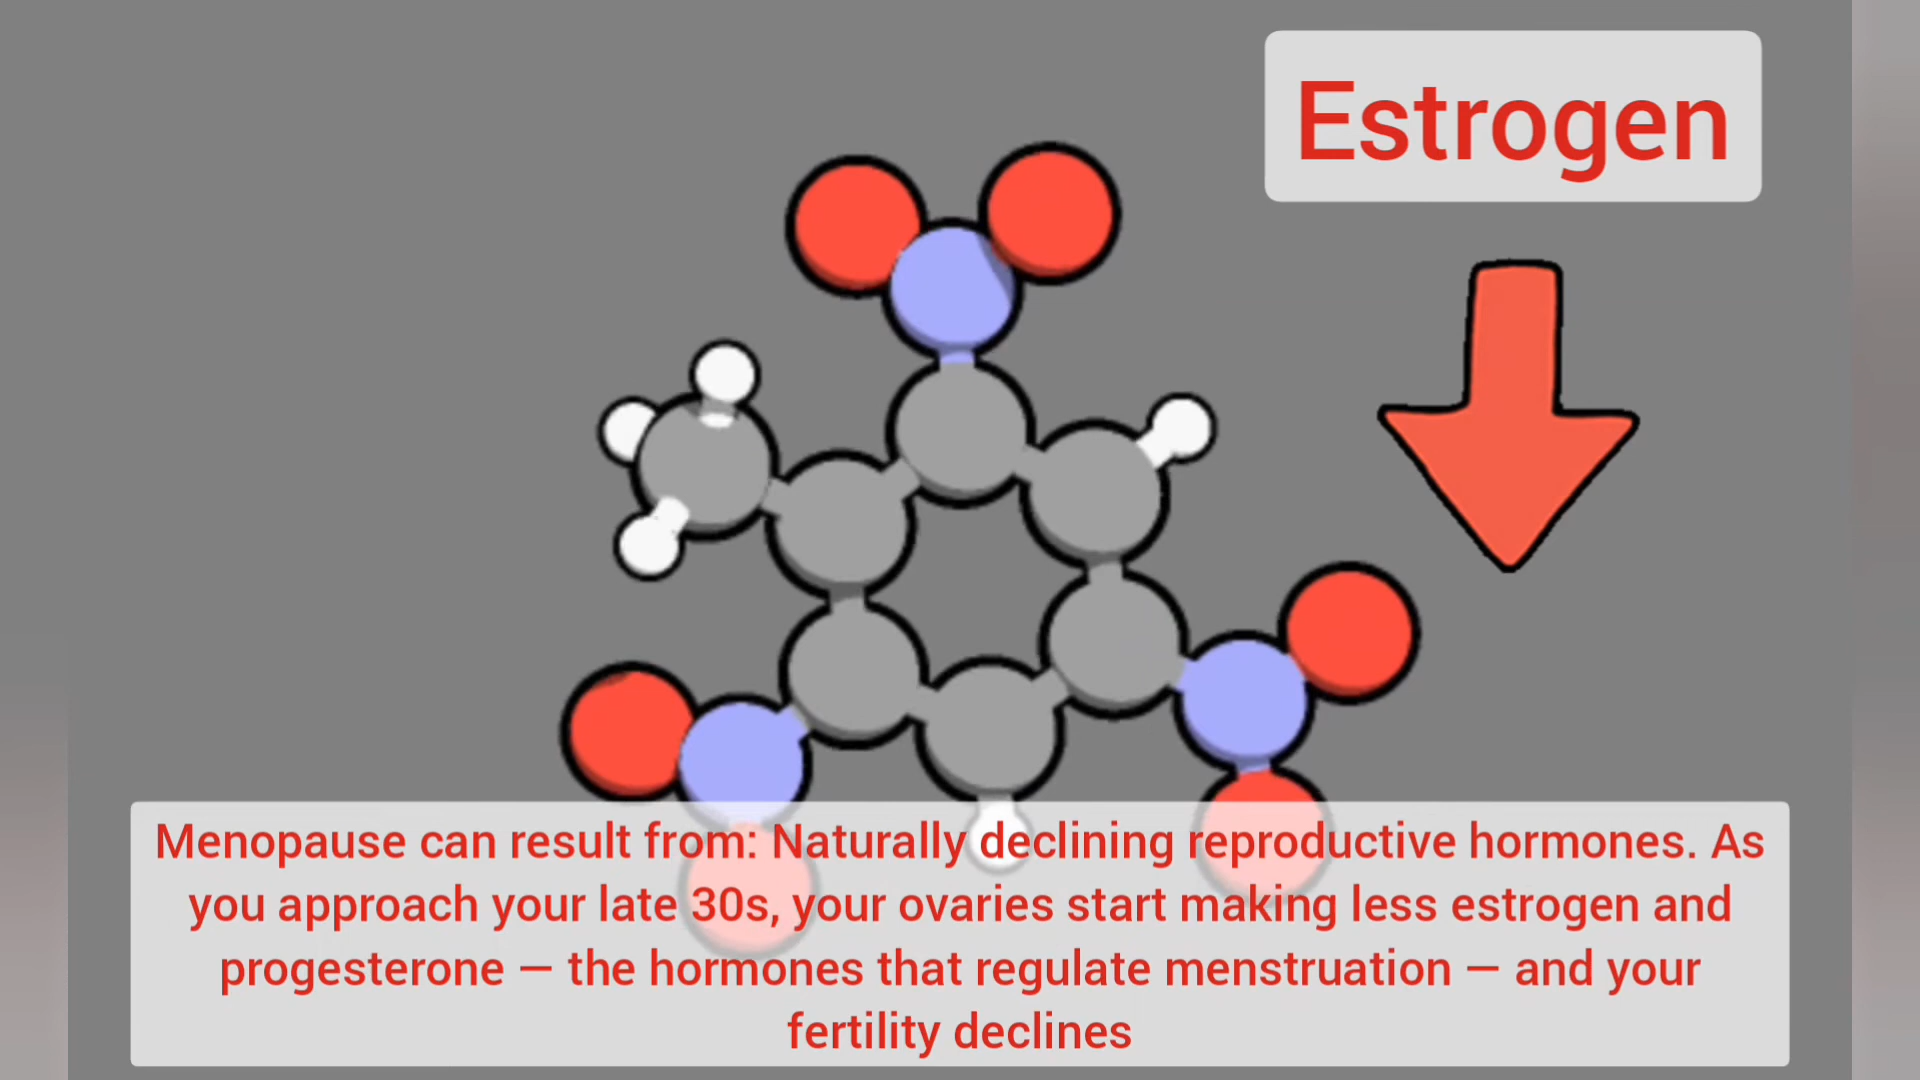 Estrogen
Menopause can result from: Naturally declining reproductive hormones. As
you approach your late 30s, your ovaries start making less estrogen and
progesterone — the hormones that regulate menstruation — and your
fertility declines